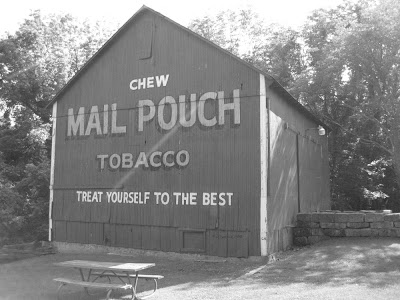 CHEW
MAIL POUCH
TOBACCO
TREAT YOURSELF TO THE BEST